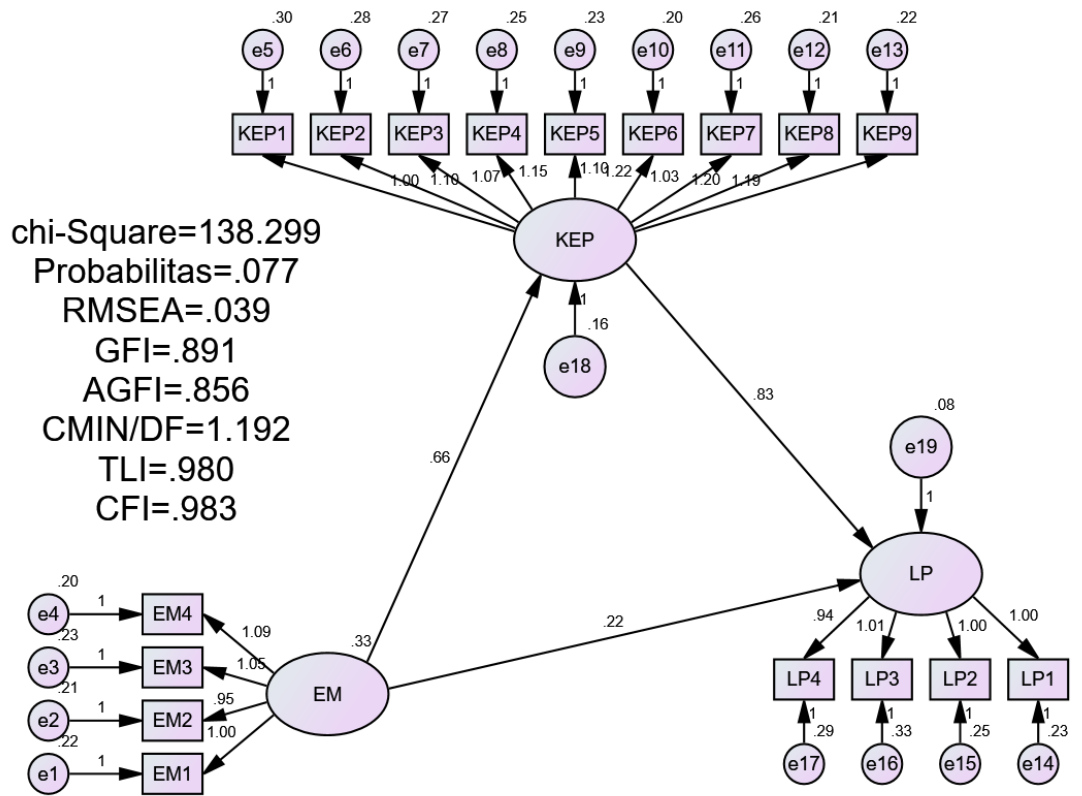 .30 .28 .27 .25 .23 .20 .26 .21 .22
e5 e6 e7 e8 e9 e10 e11 e12 e13
1 1 1 1 1 1 1 1 1
KEP1 KEP2 KEP3 KEP4 KEP5 KEP6 KEP7 KEP8 KEP9
1.00 1.10 1.07 1.15 1.10 1.22 1.03 1.20 1.19
KEP
chi-Square=138.299
Probabilitas=.077
RMSEA=.039
GFI=.891
AGFI=.856
CMIN/DF=1.192
TLI=.980
CFI=.983
1
.16
e18
.83
.66
.08
e19
1
LP
.94 1.01 1.00 1.00
LP4 LP3 LP2 LP1
1 1 1 1
.29 .33 .25 .23
e17 e16 e15 e14
.22
.20
e4 1 EM4 1.09
.23
e3 1 EM3 1.05
.21
e2 1 EM2 .95
.22
e1 1 EM1 1.00
.33
EM